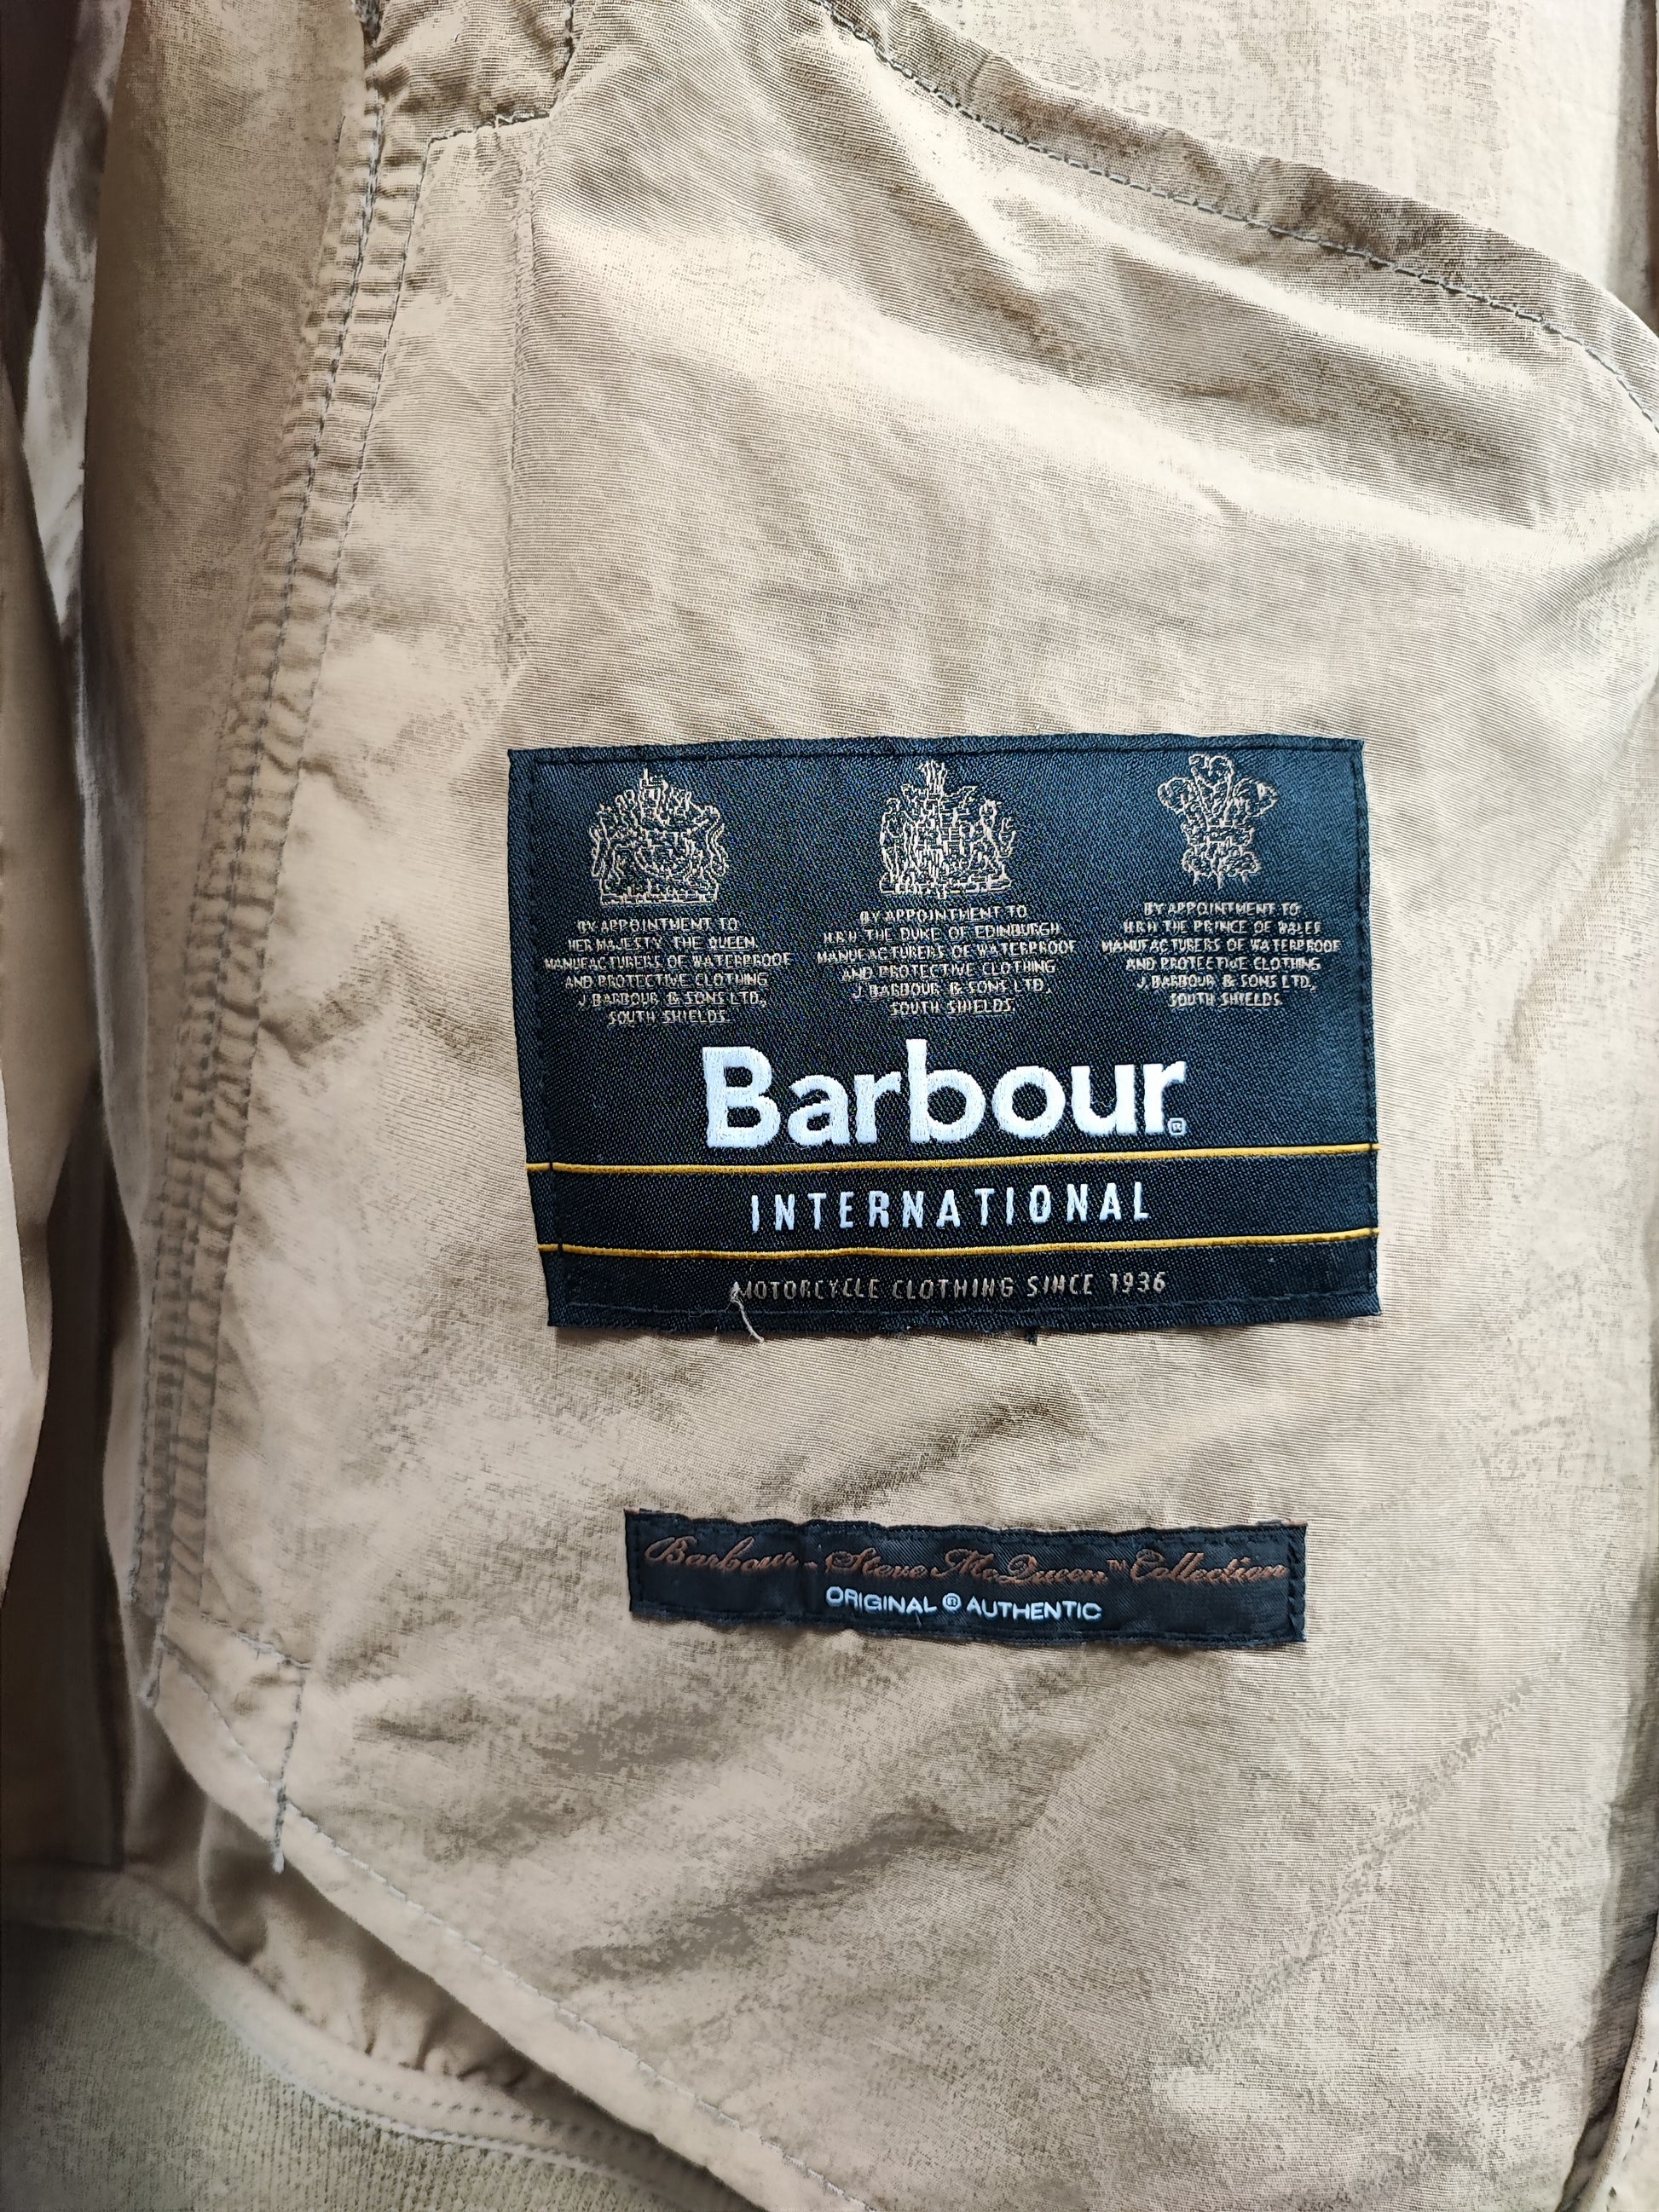 BY APPOINTMENT TO
HER MAJESTY THE QUEEN
MANUFACTURERS OF WATERPROOF
AND PROTECTIVE CLOTHING
J. BARBOUR & SONS LTD.,
SOUTH SHIELDS.
BY APPOINTMENT TO
H.R.H. THE DUKE OF EDINBURGH
MANUFACTURERS OF WATERPROOF
AND PROTECTIVE CLOTHING
J. BARBOUR & SONS LTD.,
SOUTH SHIELDS.
BY APPOINTMENT TO
H.R.H THE PRINCE OF WALES
MANUFACTURERS OF WATERPROOF
AND PROTECTIVE CLOTHING
J. BARBOUR & SONS LTD.,
SOUTH SHIELDS.
Barbour®
INTERNATIONAL
MOTORCYCLE CLOTHING SINCE 1936
Barbour - Steve McQueen™ Collection
ORIGINAL ® AUTHENTIC